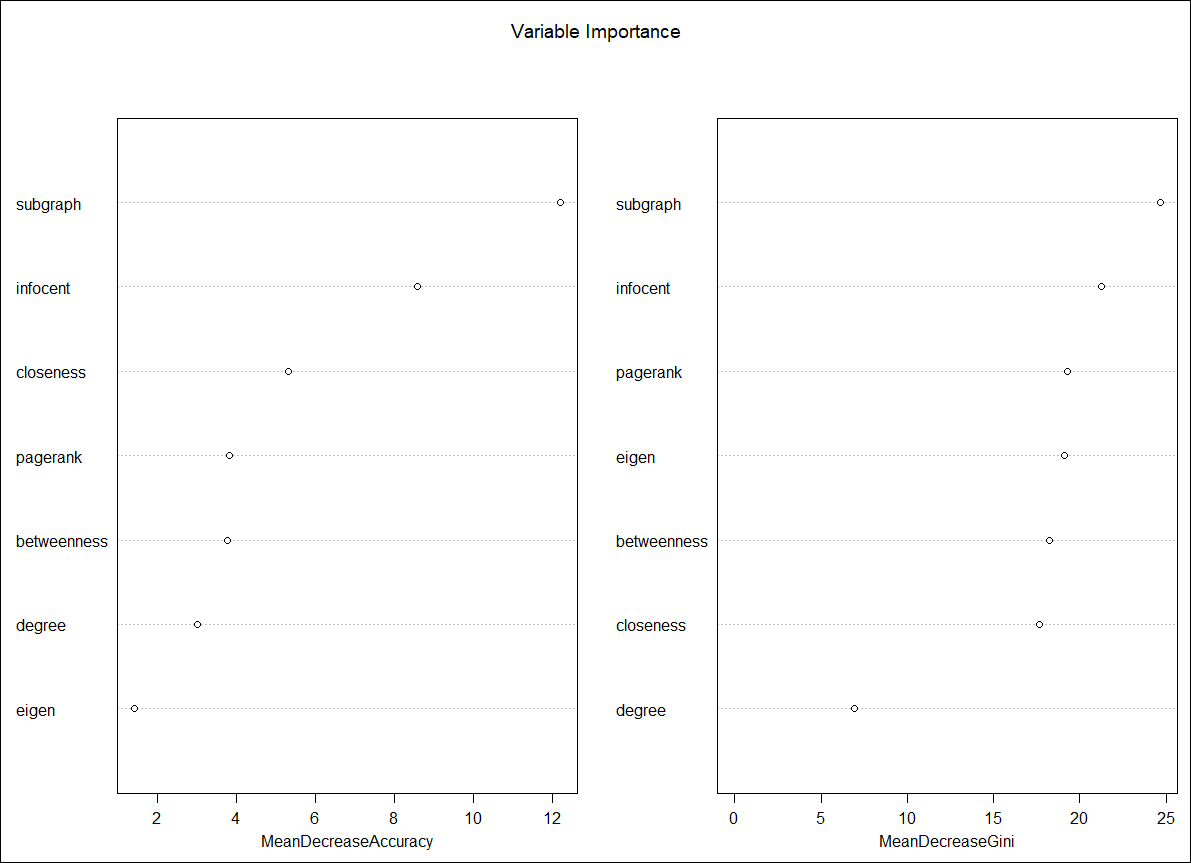 Variable Importance
subgraph
infocent
closeness
pagerank
betweenness
degree
eigen
2 4 6 8 10 12
MeanDecreaseAccuracy
subgraph
infocent
pagerank
eigen
betweenness
closeness
degree
0 5 10 15 20 25
MeanDecreaseGini